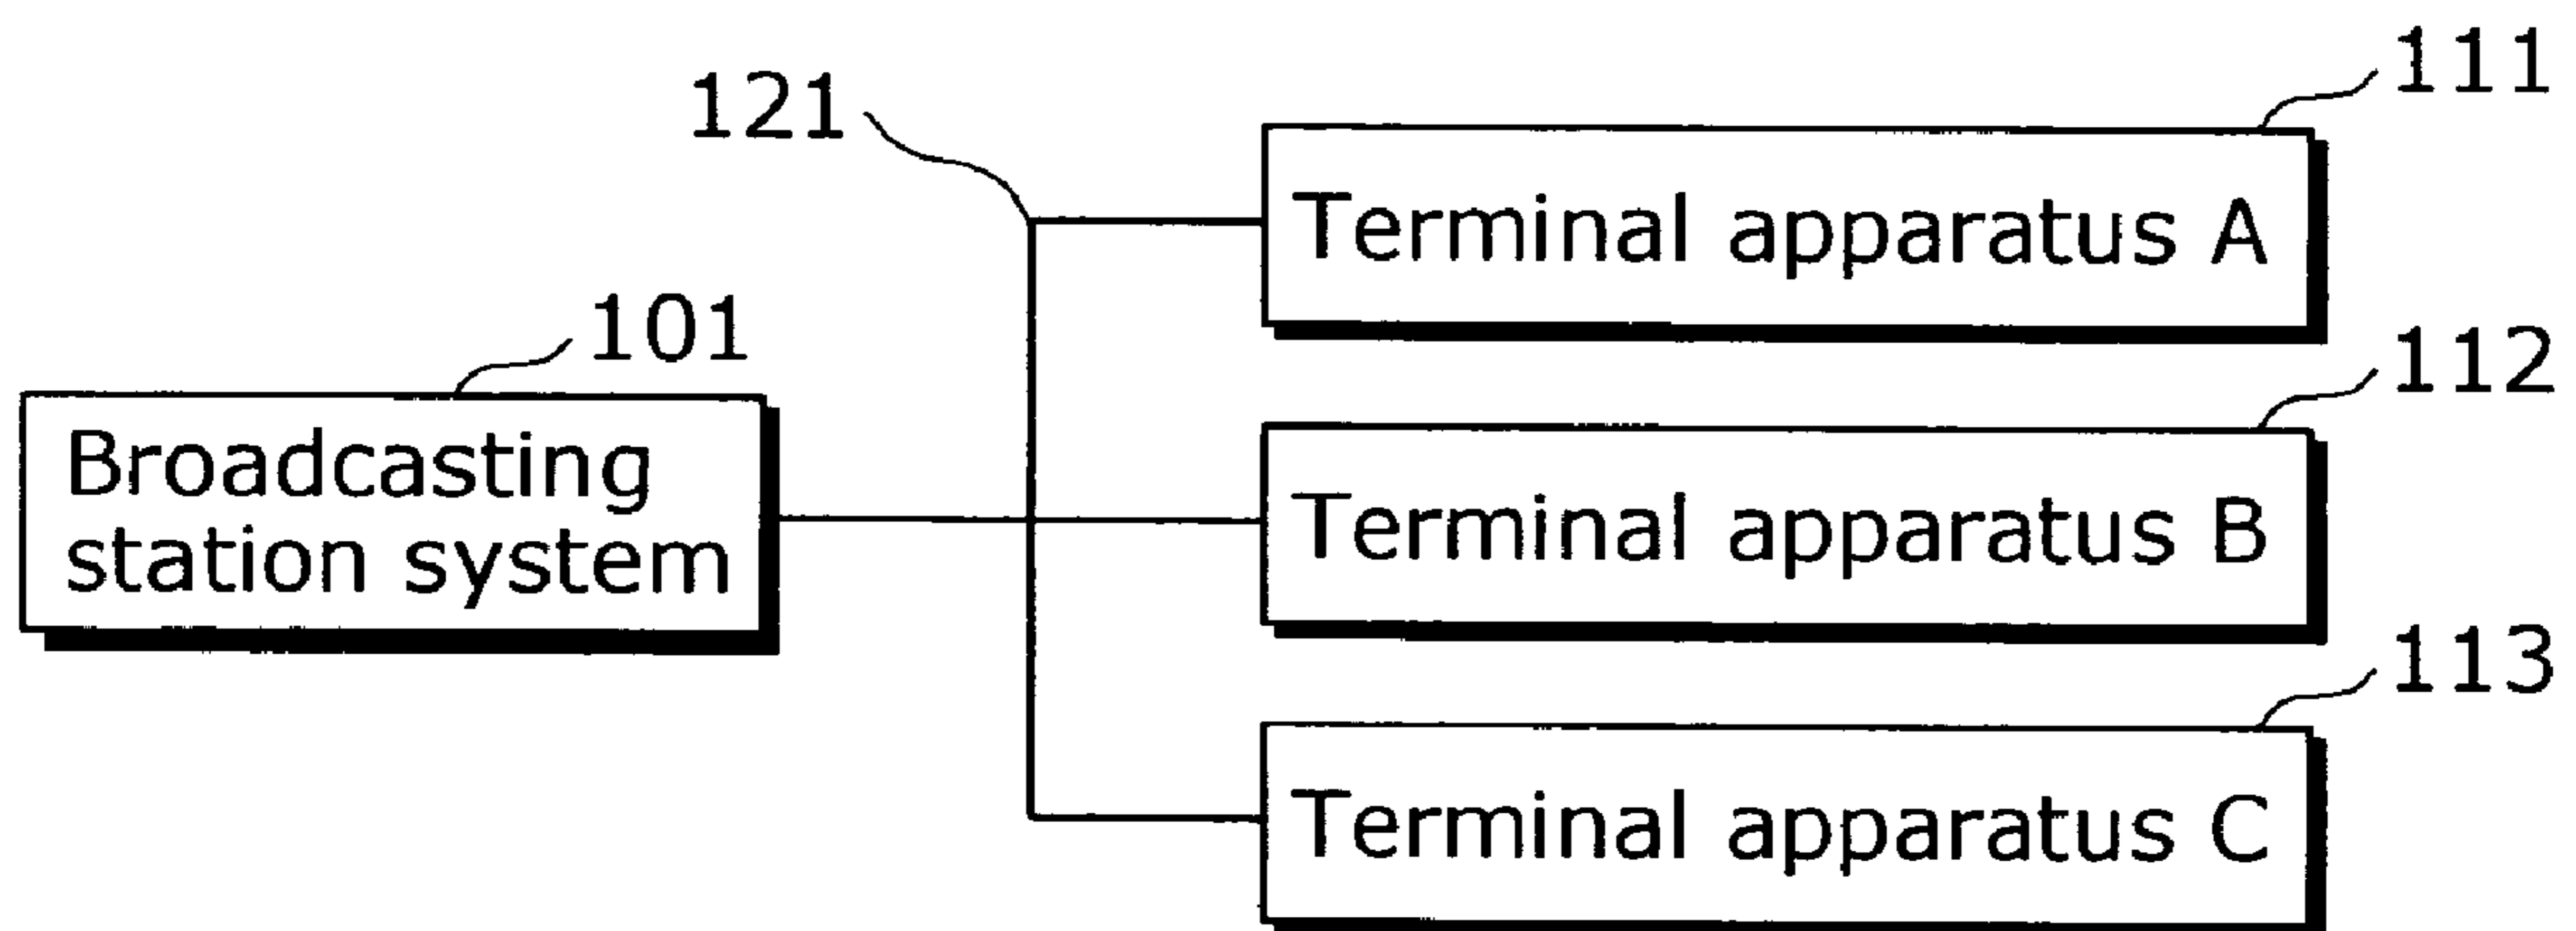 111
121
Terminal apparatus A
101
112
Broadcasting
station system
Terminal apparatus B
113
Terminal apparatus C